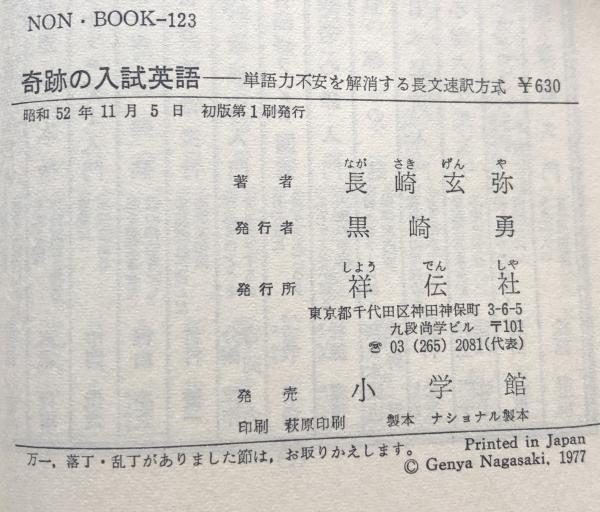 NON・BOOK-123
奇跡の入試英語――単語力不安を解消する長文速訳方式 ￥630
昭和52年11月5日 初版第1刷発行
なが さき げん や
著者 長崎玄弥
発行者 黒崎勇
しよう でん しや
発行所 祥伝社
東京都千代田区神田神保町 3-6-5
九段尚学ビル 〒101
☎ 03 (265) 2081(代表)
発売 小学館
印刷 萩原印刷 製本 ナショナル製本
万一，落丁・乱丁がありました節は，お取りかえします。
Printed in Japan
© Genya Nagasaki, 1977